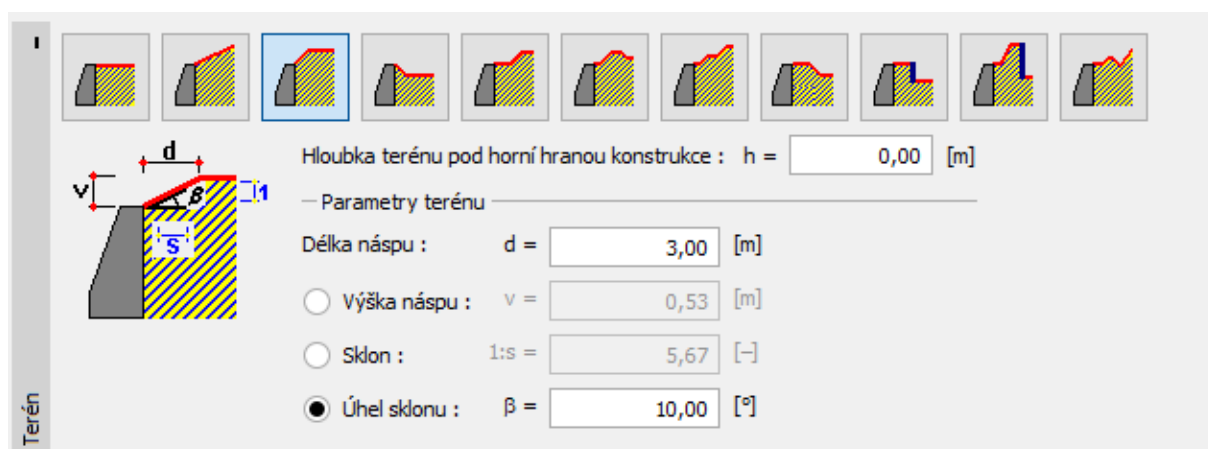 d
v
β
1
S
Hloubka terénu pod horní hranou konstrukce : h = 0,00 [m]
Parametry terénu
Délka náspu : d = 3,00 [m]
Výška náspu : v = 0,53 [m]
Sklon : 1:s = 5,67 [–]
Úhel sklonu : β = 10,00 [°]
Terén